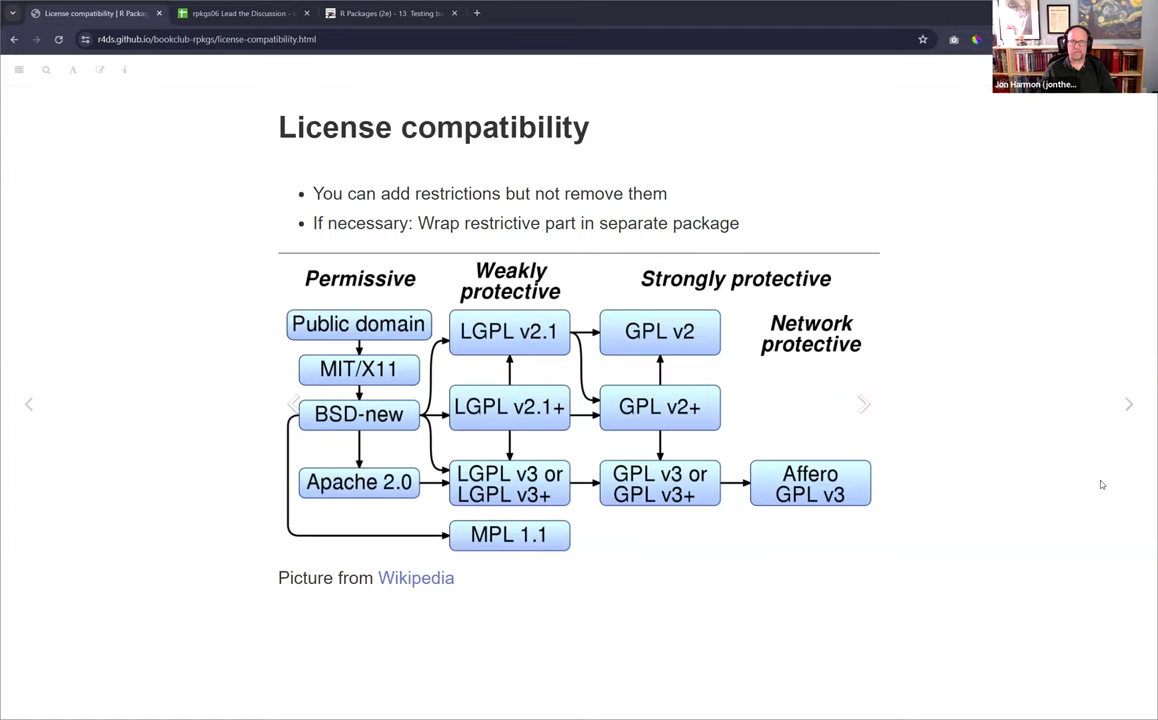 License compatibility | R Packa
rpkgs06 Lead the Discussion -
R Packages (2e) - 13 Testing b
r4ds.github.io/bookclub-rpkgs/license-compatibility.html
Jon Harmon (jonthe...
License compatibility
• You can add restrictions but not remove them
• If necessary: Wrap restrictive part in separate package
Permissive
Weakly
protective
Strongly protective
Network
protective
Public domain
MIT/X11
BSD-new
Apache 2.0
LGPL v2.1
LGPL v2.1+
LGPL v3 or
LGPL v3+
MPL 1.1
GPL v2
GPL v2+
GPL v3 or
GPL v3+
Affero
GPL v3
Picture from Wikipedia